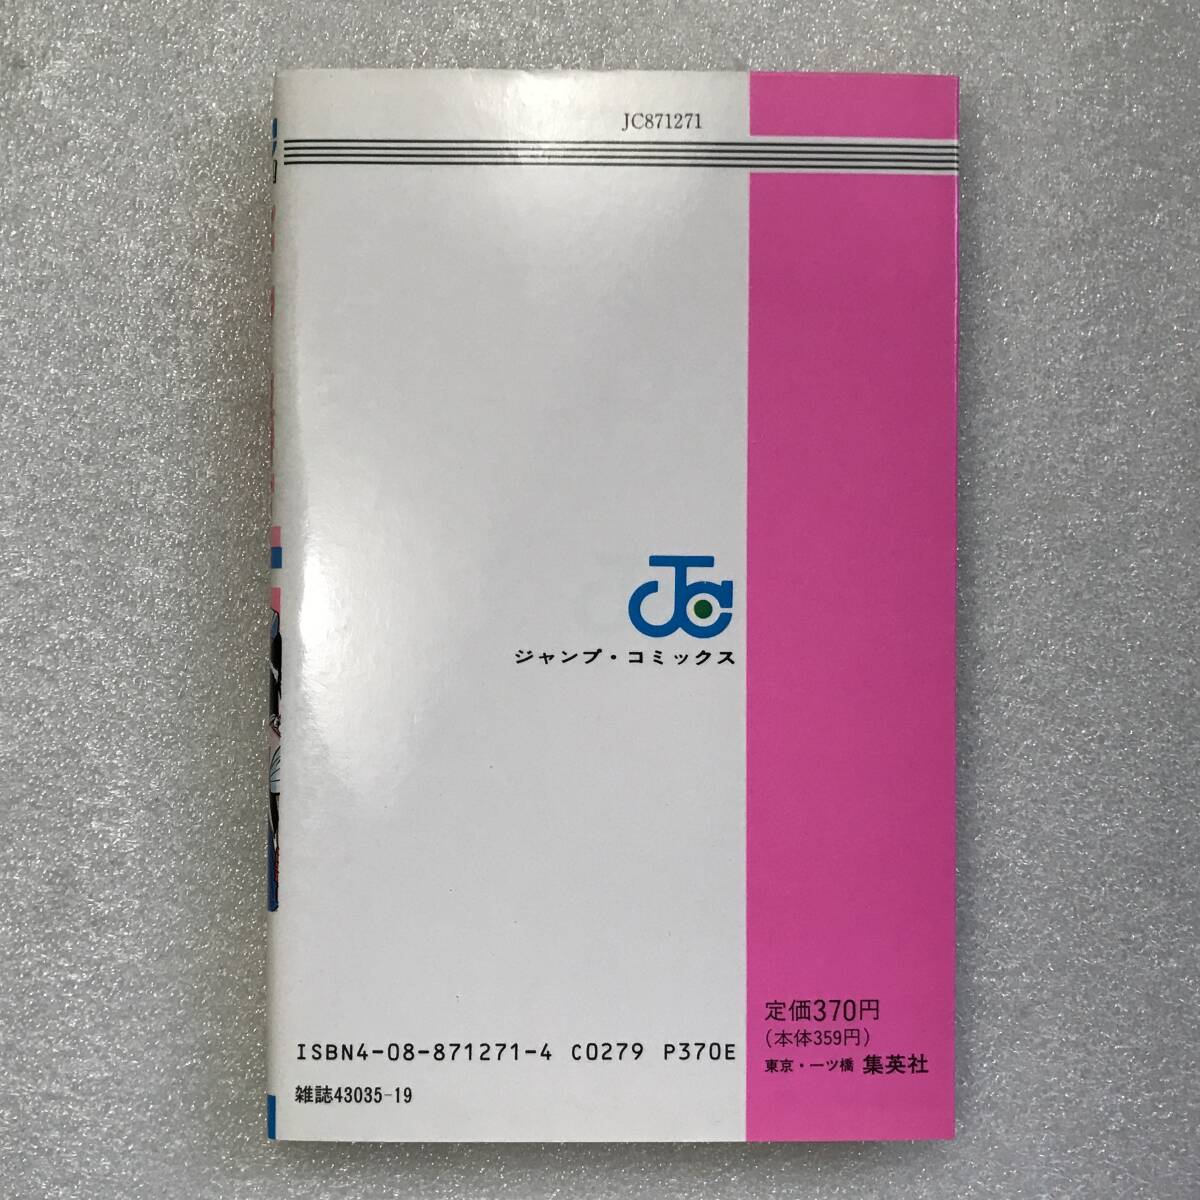 JC871271
JC
ジャンプ・コミックス
定価370円
(本体359円)
東京・一ツ橋 集英社
ISBN4-08-871271-4 C0279 P370E
雑誌43035-19